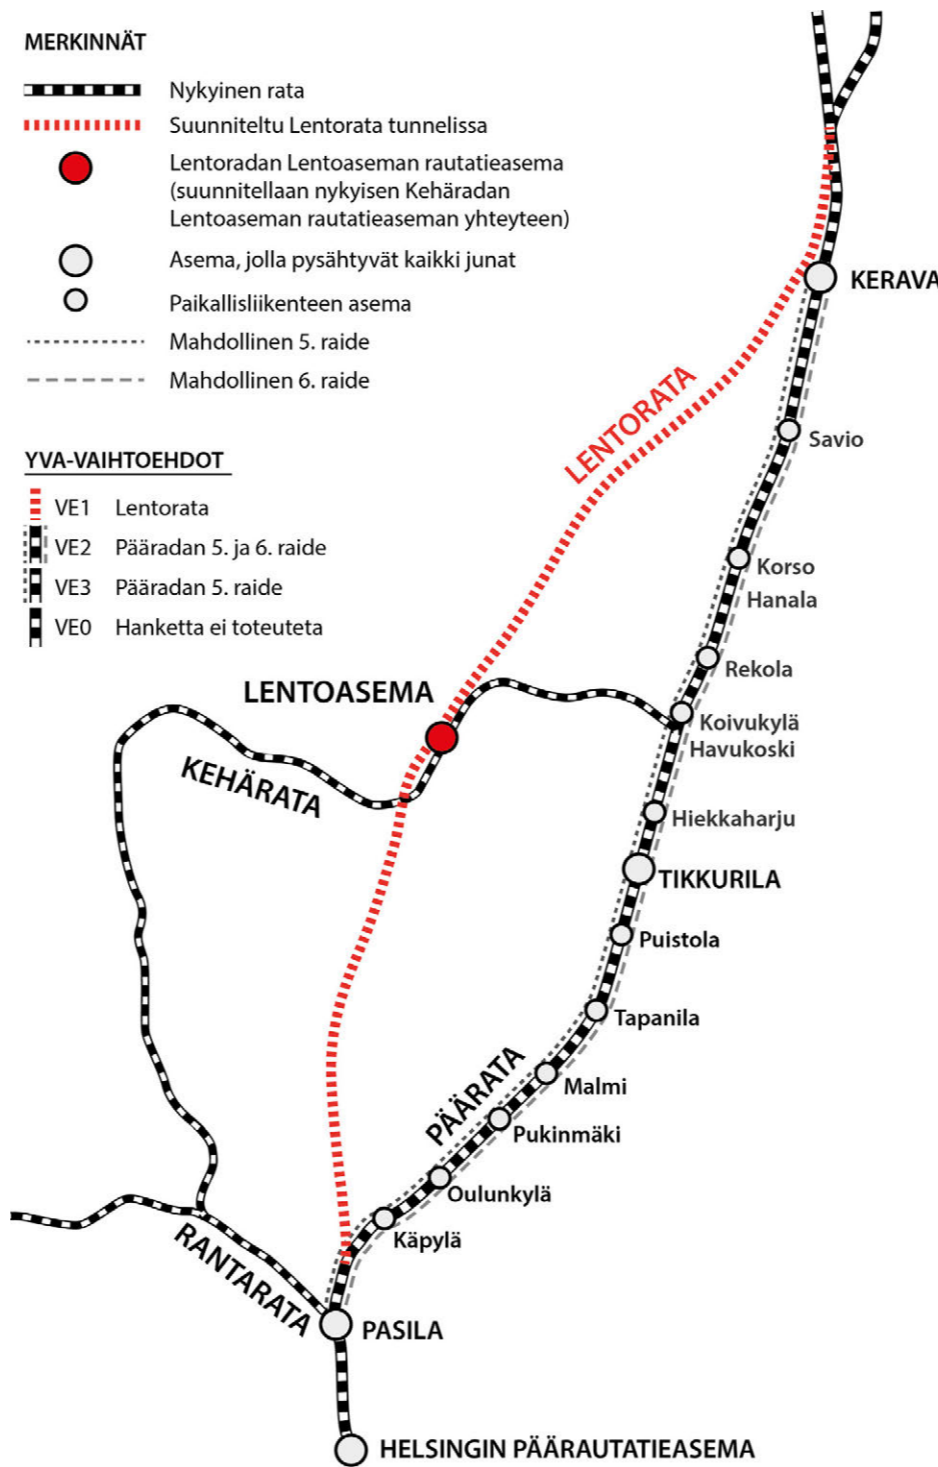 MERKINNÄT
Nykyinen rata
Suunniteltu Lentorata tunnelissa
Lentoradan Lentoaseman rautatieasema
(suunnitellaan nykyisen Kehäradan
Lentoaseman rautatieaseman yhteyteen)
Asema, jolla pysähtyvät kaikki junat
Paikallisliikenteen asema
Mahdollinen 5. raide
Mahdollinen 6. raide
YVA-VAIHTOEHDOT
VE1 Lentorata
VE2 Pääradan 5. ja 6. raide
VE3 Pääradan 5. raide
VE0 Hanketta ei toteuteta
KERAVA
LENTORATA
Savio
Korso
Hanala
Rekola
LENTOASEMA
Koivukylä
Havukoski
KEHÄRATA
Hiekkaharju
TIKKURILA
Puistola
Tapanila
PÄÄRATA
Malmi
Pukinmäki
Oulunkylä
Käpylä
RANTARATA
PASILA
HELSINGIN PÄÄRAUTATIEASEMA